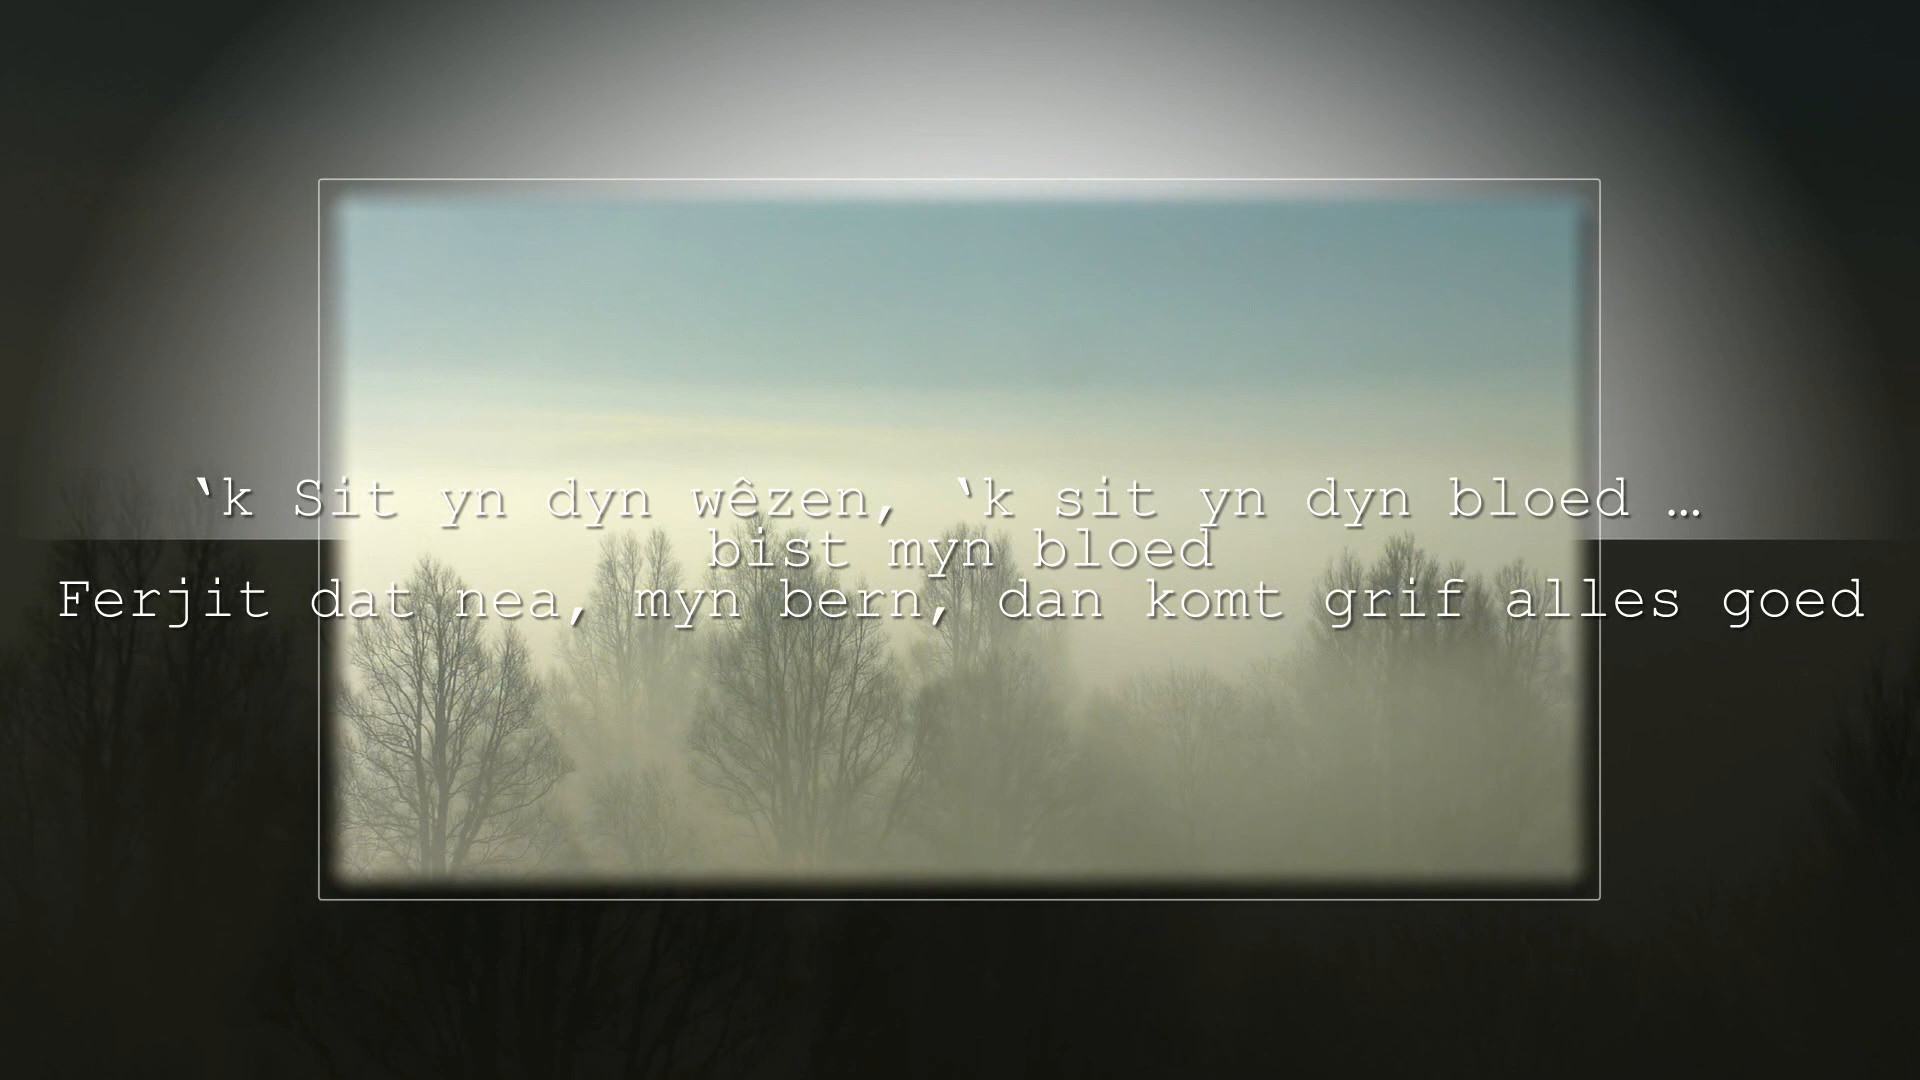 ‘k Sit yn dyn wêzen, ‘k sit yn dyn bloed …
bist myn bloed
Ferjit dat nea, myn bern, dan komt grif alles goed